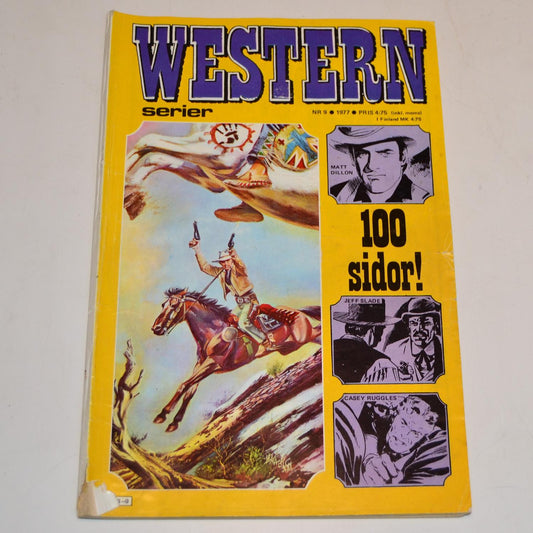 WESTERN
serier
NR 9 ● 1977 ● PRIS 4:75 (inkl. moms)
I Finland MK 4:75
MATT
DILLON
100
sidor!
JEFF SLADE
CASEY RUGGLES